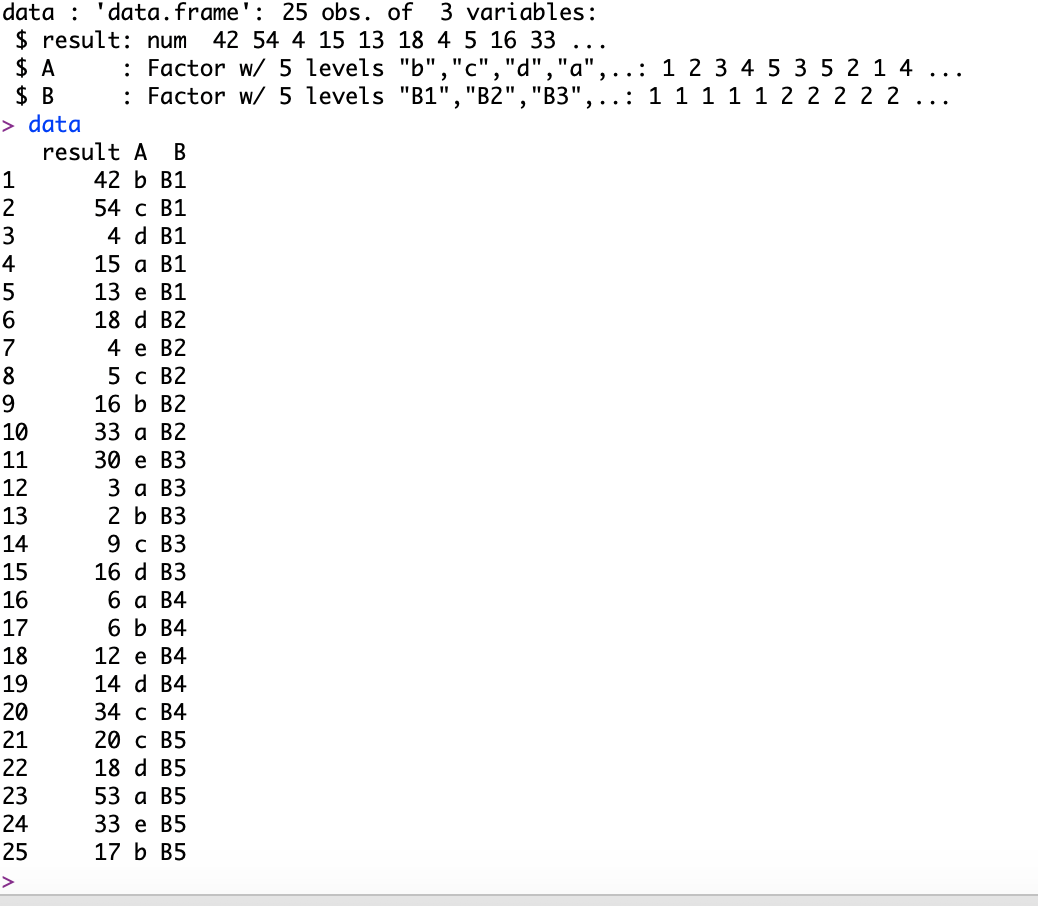 data : 'data.frame': 25 obs. of  3 variables:
 $ result: num  42 54 4 15 13 18 4 5 16 33 ...
 $ A     : Factor w/ 5 levels "b","c","d","a",..: 1 2 3 4 5 3 5 2 1 4 ...
 $ B     : Factor w/ 5 levels "B1","B2","B3",..: 1 1 1 1 1 2 2 2 2 2 ...
> data
   result A  B
1      42 b B1
2      54 c B1
3       4 d B1
4      15 a B1
5      13 e B1
6      18 d B2
7       4 e B2
8       5 c B2
9      16 b B2
10     33 a B2
11     30 e B3
12      3 a B3
13      2 b B3
14      9 c B3
15     16 d B3
16      6 a B4
17      6 b B4
18     12 e B4
19     14 d B4
20     34 c B4
21     20 c B5
22     18 d B5
23     53 a B5
24     33 e B5
25     17 b B5
>